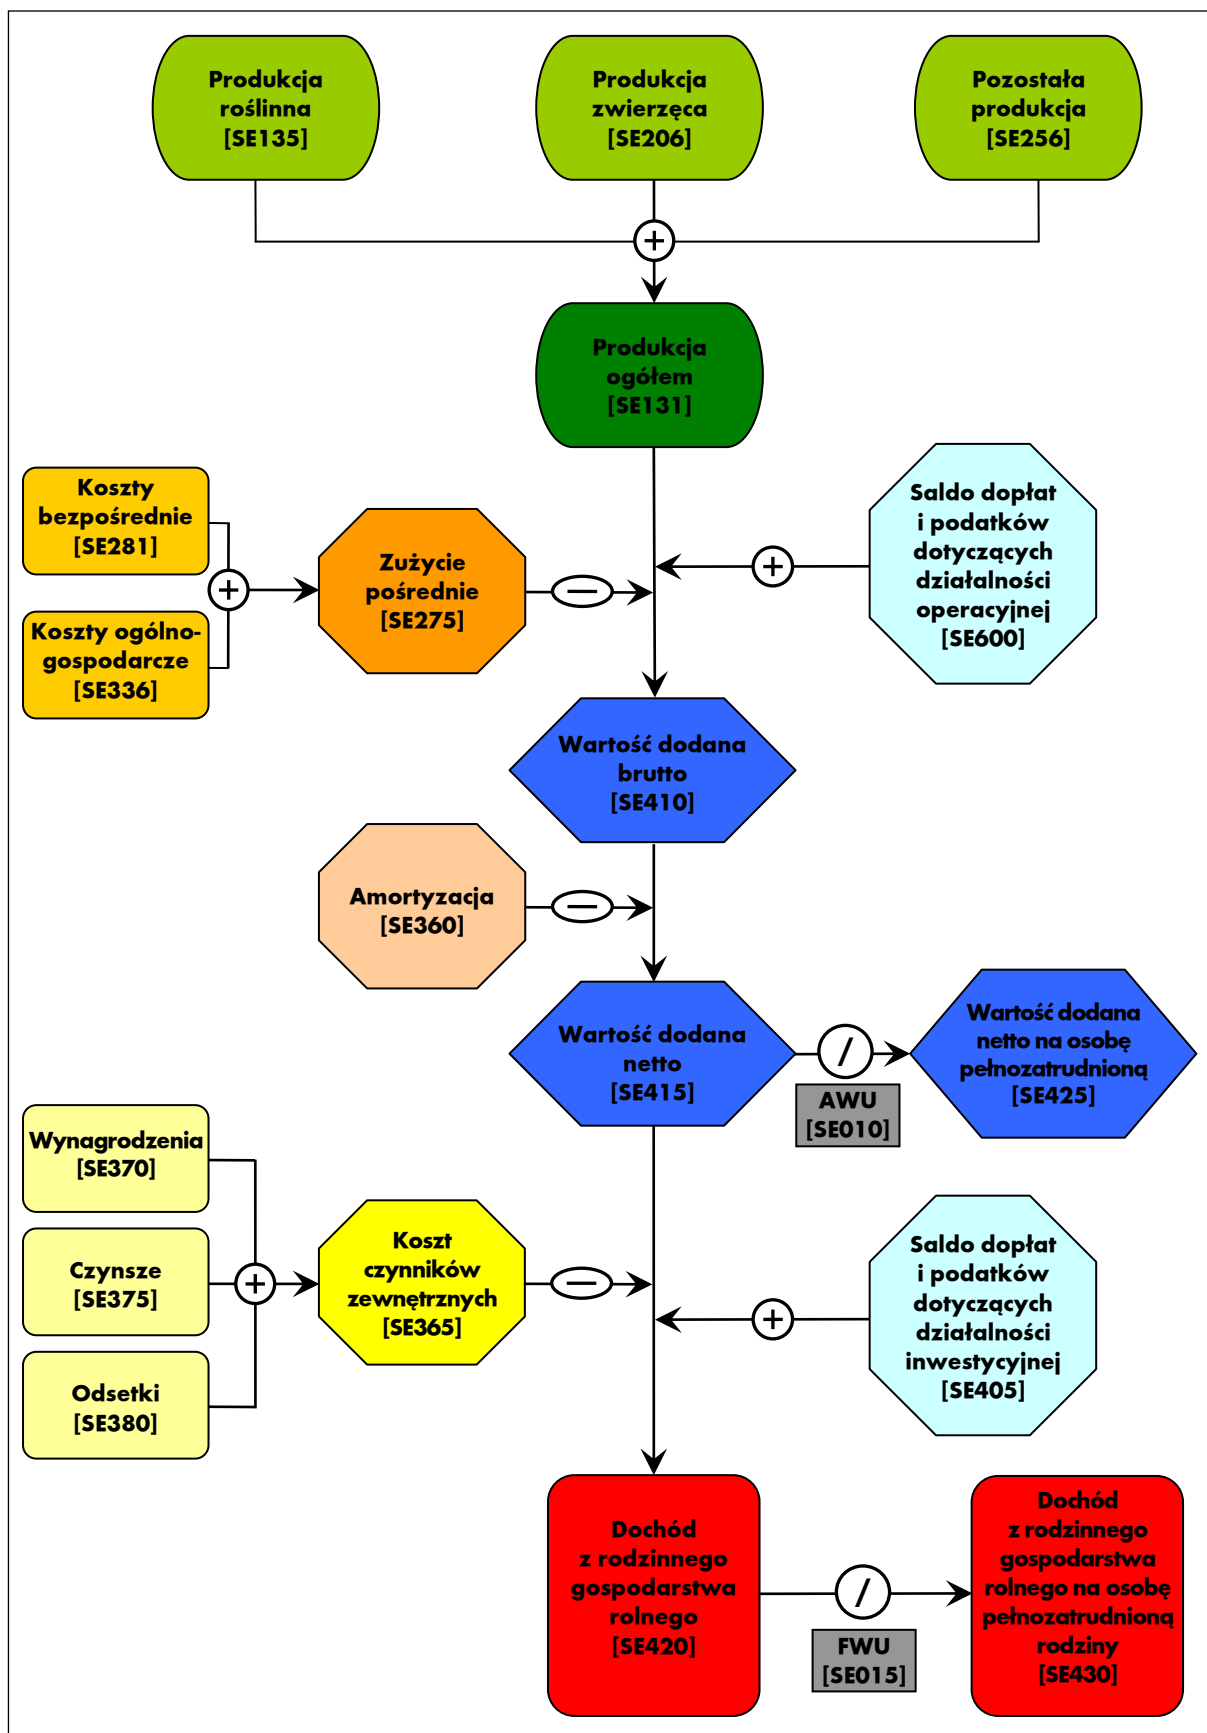 Produkcja
roślinna
[SE135]
Produkcja
zwierzęca
[SE206]
Pozostała
produkcja
[SE256]
+
Produkcja
ogółem
[SE131]
Koszty
bezpośrednie
[SE281]
Koszty ogólno-
gospodarcze
[SE336]
+
Zużycie
pośrednie
[SE275]
—
+
Saldo dopłat
i podatków
dotyczących
działalności
operacyjnej
[SE600]
Wartość dodana
brutto
[SE410]
Amortyzacja
[SE360]
—
Wartość dodana
netto
[SE415]
/
AWU
[SE010]
Wartość dodana
netto na osobę
pełnozatrudnioną
[SE425]
Wynagrodzenia
[SE370]
Czynsze
[SE375]
Odsetki
[SE380]
+
Koszt
czynników
zewnętrznych
[SE365]
—
+
Saldo dopłat
i podatków
dotyczących
działalności
inwestycyjnej
[SE405]
Dochód
z rodzinnego
gospodarstwa
rolnego
[SE420]
/
FWU
[SE015]
Dochód
z rodzinnego
gospodarstwa
rolnego na osobę
pełnozatrudnioną
rodziny
[SE430]